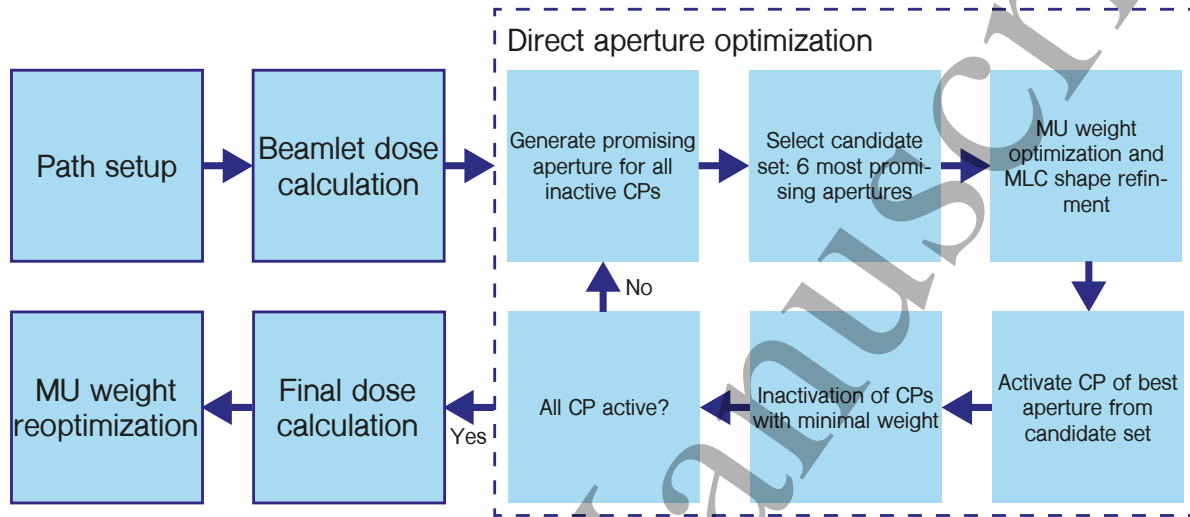 Direct aperture optimization
Path setup
Beamlet dose
calculation
Generate promising
aperture for all
inactive CPs
Select candidate
set: 6 most promi-
sing apertures
MU weight
optimization and
MLC shape refin-
ment
No
MU weight
reoptimization
Final dose
calculation
Yes
All CP active?
Inactivation of CPs
with minimal weight
Activate CP of best
aperture from
candidate set